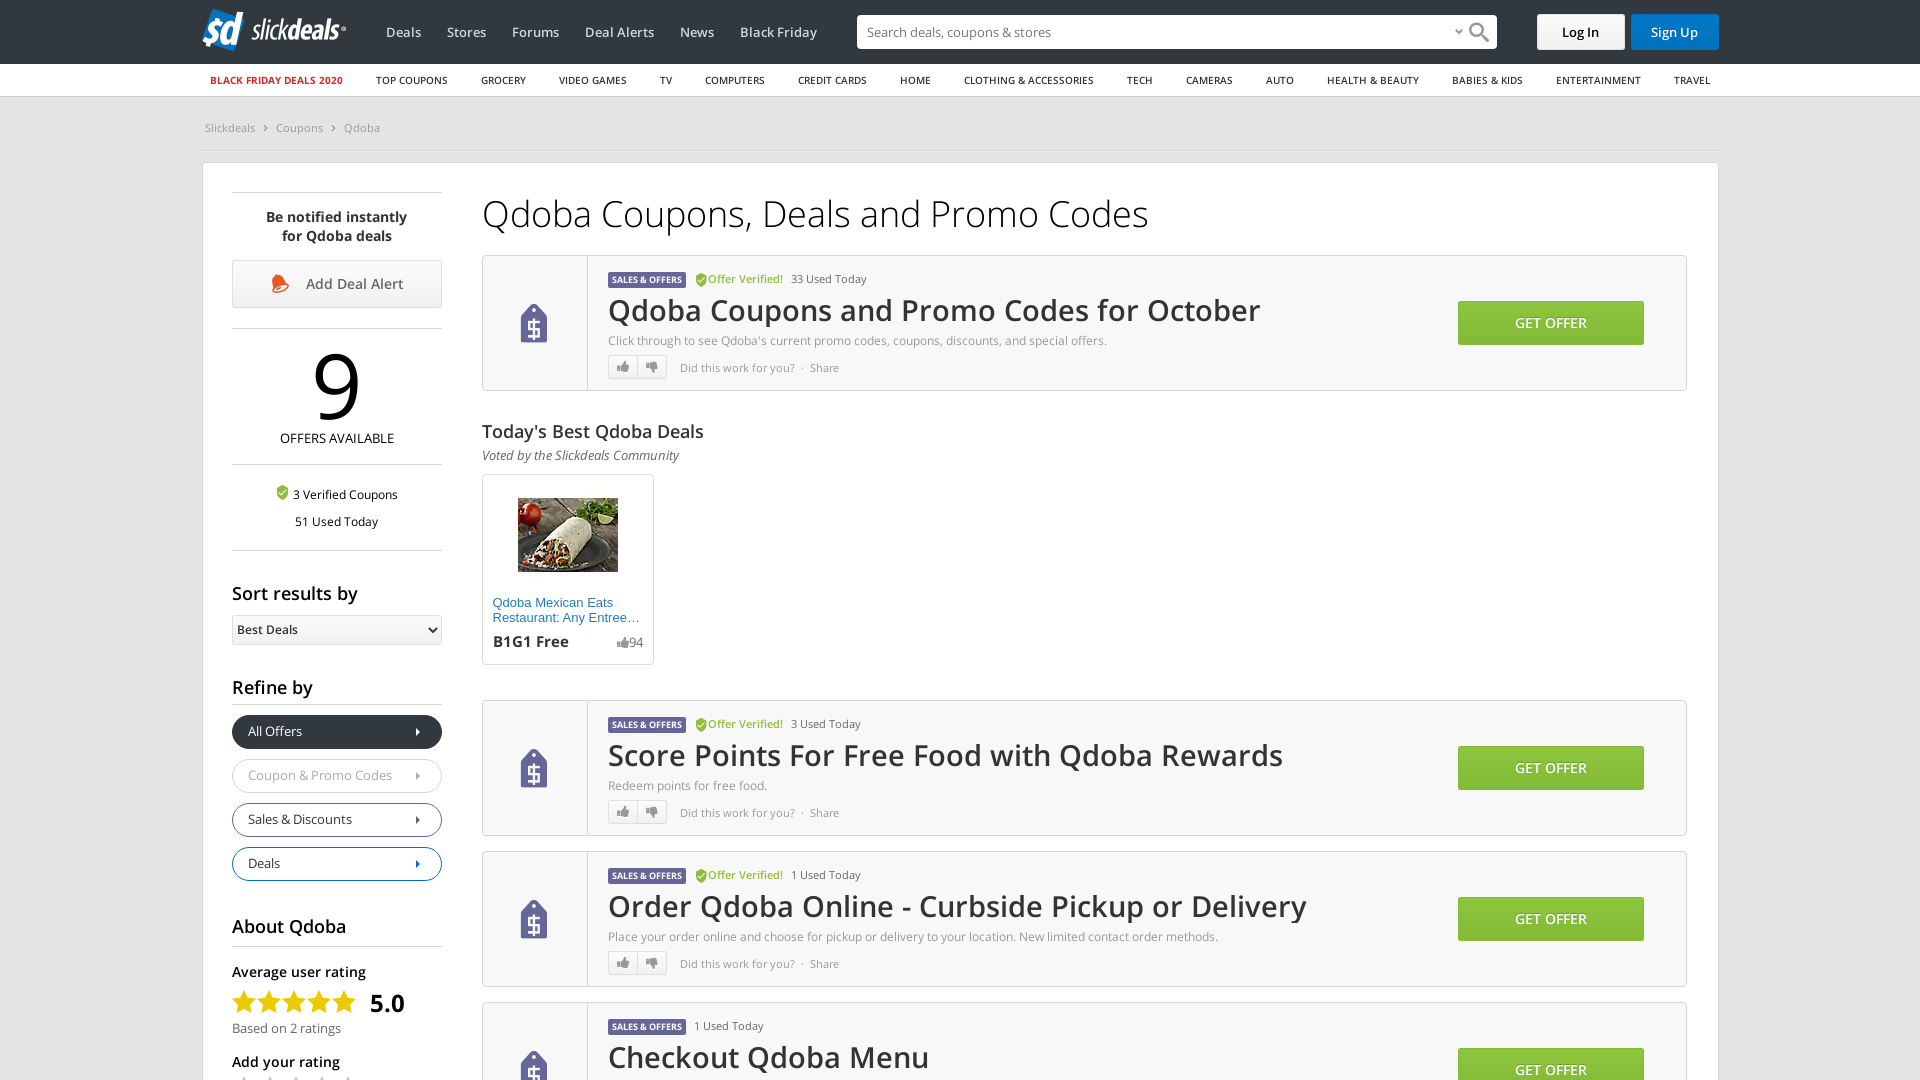 slickdeals
Deals Stores Forums Deal Alerts News Black Friday
Search deals, coupons & stores
Log In Sign Up
BLACK FRIDAY DEALS 2020 TOP COUPONS GROCERY VIDEO GAMES TV COMPUTERS CREDIT CARDS HOME CLOTHING & ACCESSORIES TECH CAMERAS AUTO HEALTH & BEAUTY BABIES & KIDS ENTERTAINMENT TRAVEL
Slickdeals Coupons Qdoba
Be notified instantly
for Qdoba deals
Add Deal Alert
9
OFFERS AVAILABLE
3 Verified Coupons
51 Used Today
Sort results by
Best Deals
Refine by
All Offers
Coupon & Promo Codes
Sales & Discounts
Deals
About Qdoba
Average user rating
5.0
Based on 2 ratings
Add your rating
Qdoba Coupons, Deals and Promo Codes
SALES & OFFERS Offer Verified! 33 Used Today
Qdoba Coupons and Promo Codes for October
Click through to see Qdoba's current promo codes, coupons, discounts, and special offers.
Did this work for you? · Share
GET OFFER
Today's Best Qdoba Deals
Voted by the Slickdeals Community
Qdoba Mexican Eats
Restaurant: Any Entree…
B1G1 Free 94
SALES & OFFERS Offer Verified! 3 Used Today
Score Points For Free Food with Qdoba Rewards
Redeem points for free food.
Did this work for you? · Share
GET OFFER
SALES & OFFERS Offer Verified! 1 Used Today
Order Qdoba Online - Curbside Pickup or Delivery
Place your order online and choose for pickup or delivery to your location. New limited contact order methods.
Did this work for you? · Share
GET OFFER
SALES & OFFERS 1 Used Today
Checkout Qdoba Menu
GET OFFER